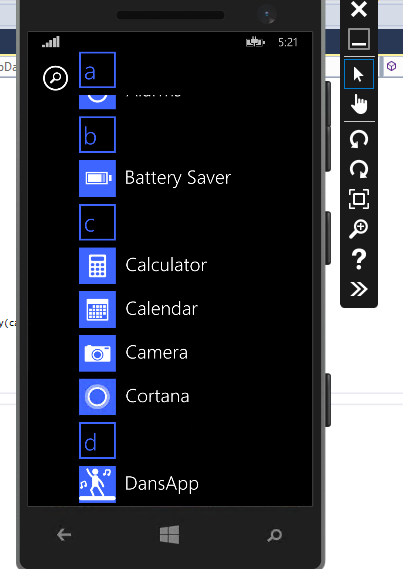 5:21
a
b
Battery Saver
c
Calculator
Calendar
Camera
Cortana
d
DansApp
?